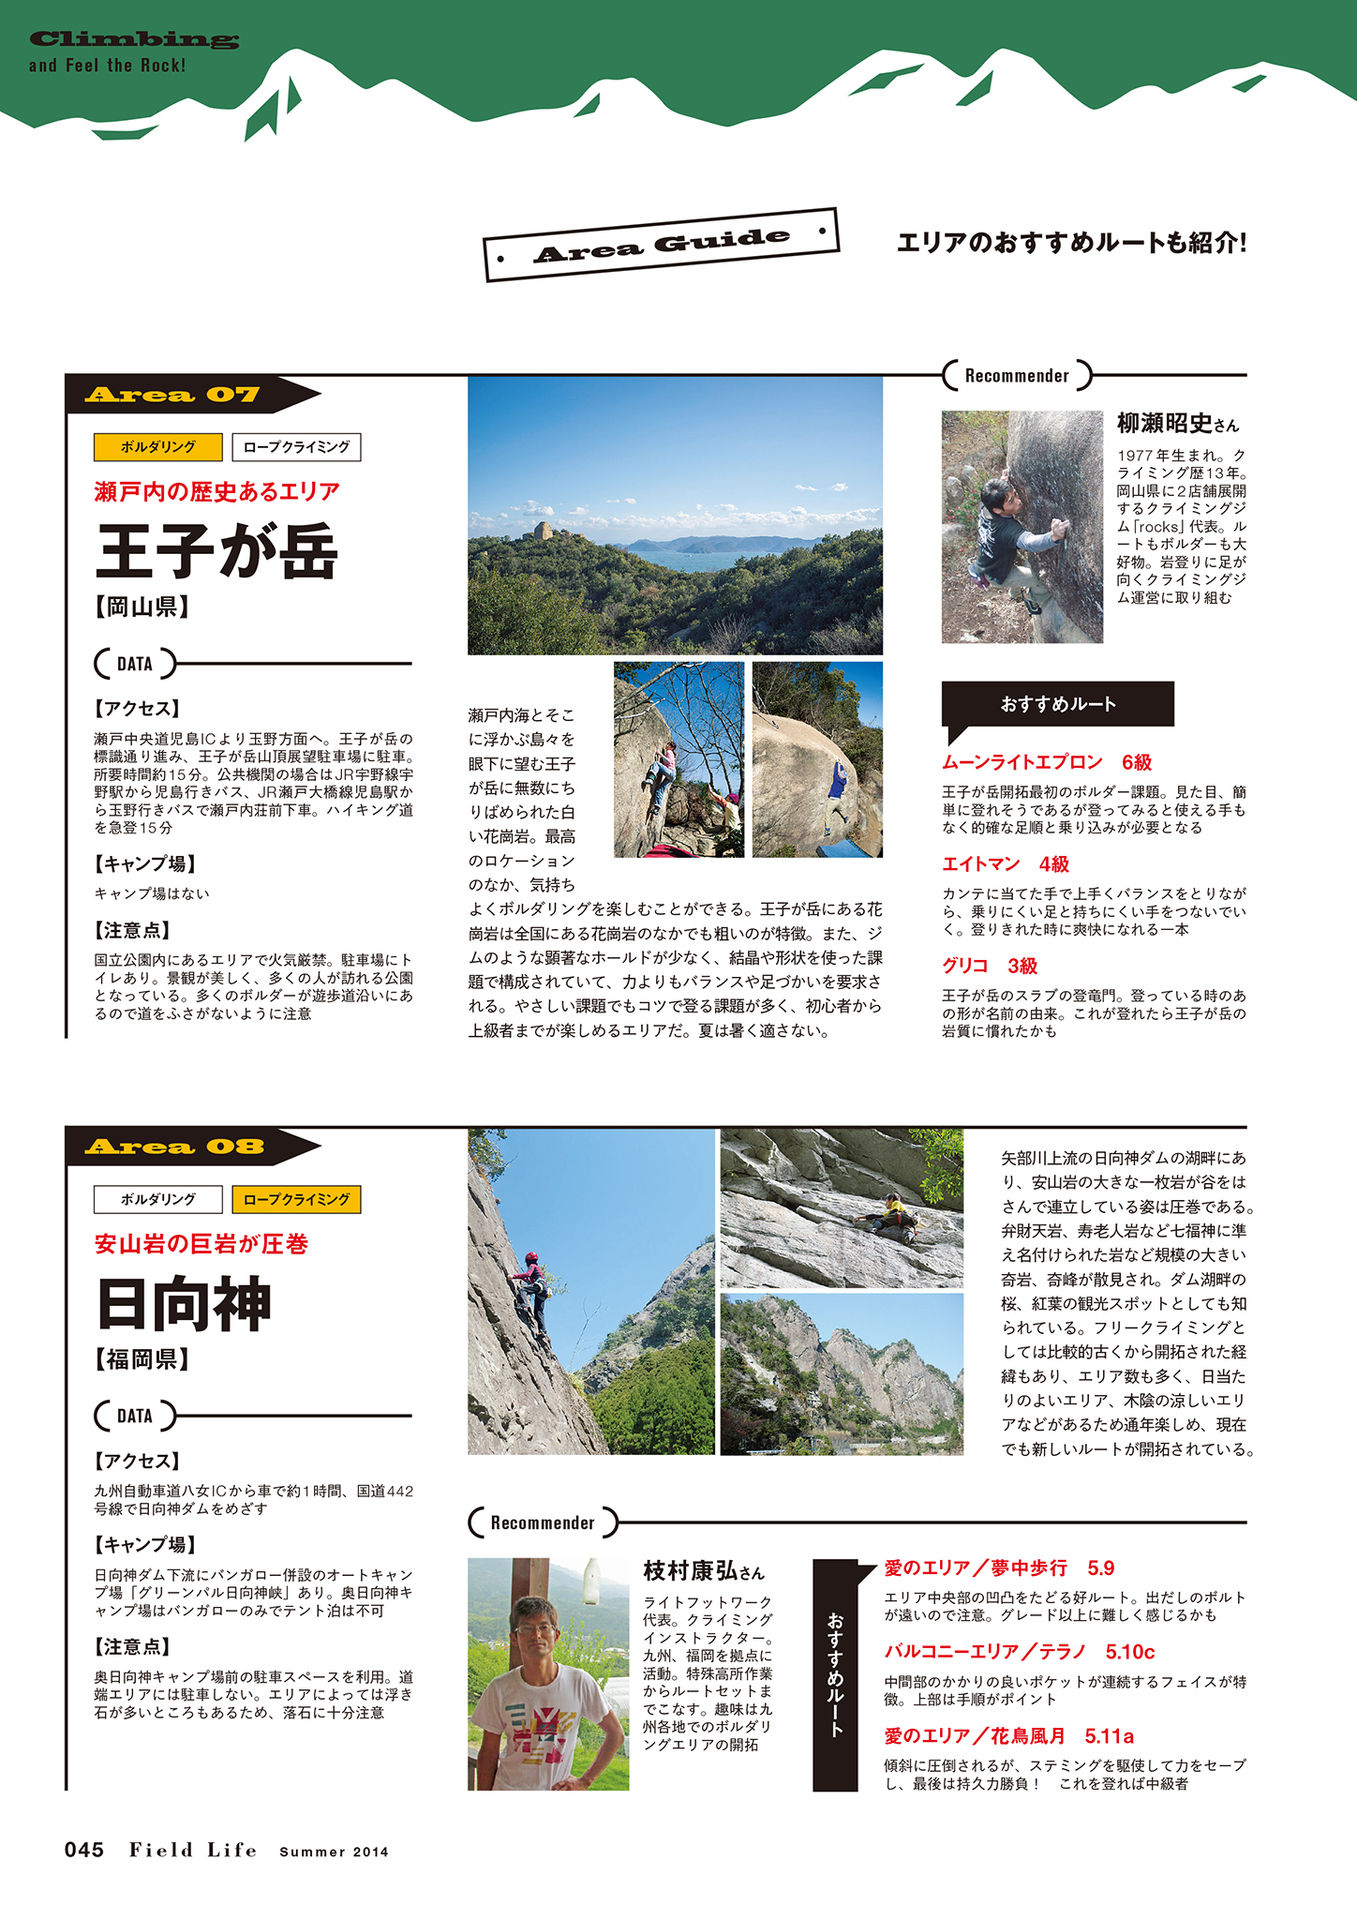 Climbing
and Feel the Rock!
Area Guide
エリアのおすすめルートも紹介!
Area 07
ボルダリング
ロープクライミング
瀬戸内の歴史あるエリア
王子が岳
【岡山県】
DATA
【アクセス】
瀬戸中央道児島ICより玉野方面へ。王子が岳の
標識通り進み、王子が岳山頂展望駐車場に駐車。
所要時間約15分。公共機関の場合はJR宇野線宇
野駅から児島行きバス、JR瀬戸大橋線児島駅か
ら玉野行きバスで瀬戸内荘前下車。ハイキング道
を急登15分
【キャンプ場】
キャンプ場はない
【注意点】
国立公園内にあるエリアで火気厳禁。駐車場にト
イレあり。景観が美しく、多くの人が訪れる公園
となっている。多くのボルダーが遊歩道沿いにあ
るので道をふさがないように注意
瀬戸内海とそこ
に浮かぶ島々を
眼下に望む王子
が岳に無数にち
りばめられた白
い花崗岩。最高
のロケーション
のなか、気持ち
よくボルダリングを楽しむことができる。王子が岳にある花
崗岩は全国にある花崗岩のなかでも粗いのが特徴。また、ジ
ムのような顕著なホールドが少なく、結晶や形状を使った課
題で構成されていて、力よりもバランスや足づかいを要求さ
れる。やさしい課題でもコツで登る課題が多く、初心者から
上級者までが楽しめるエリアだ。夏は暑く適さない。
Recommender
柳瀬昭史さん
1977年生まれ。ク
ライミング歴13年。
岡山県に2店舗展開
するクライミングジ
ム「rocks」代表。ル
ートもボルダーも大
好物。岩登りに足が
向くクライミングジ
ム運営に取り組む
おすすめルート
ムーンライトエプロン 6級
王子が岳開拓最初のボルダー課題。見た目、簡
単に登れそうであるが登ってみると使える手も
なく的確な足順と乗り込みが必要となる
エイトマン 4級
カンテに当てた手で上手くバランスをとりなが
ら、乗りにくい足と持ちにくい手をつないでい
く。登りきれた時に爽快になれる一本
グリコ 3級
王子が岳のスラブの登竜門。登っている時のあ
の形が名前の由来。これが登れたら王子が岳の
岩質に慣れたかも
Area 08
ボルダリング
ロープクライミング
安山岩の巨岩が圧巻
日向神
【福岡県】
DATA
【アクセス】
九州自動車道八女ICから車で約1時間、国道442
号線で日向神ダムをめざす
【キャンプ場】
日向神ダム下流にバンガロー併設のオートキャン
プ場「グリーンパル日向神峡」あり。奥日向神キ
ャンプ場はバンガローのみでテント泊は不可
【注意点】
奥日向神キャンプ場前の駐車スペースを利用。道
端エリアには駐車しない。エリアによっては浮き
石が多いところもあるため、落石に十分注意
矢部川上流の日向神ダムの湖畔にあ
り、安山岩の大きな一枚岩が谷をは
さんで連立している姿は圧巻である。
弁財天岩、寿老人岩など七福神に準
え名付けられた岩など規模の大きい
奇岩、奇峰が散見され。ダム湖畔の
桜、紅葉の観光スポットとしても知
られている。フリークライミングと
しては比較的古くから開拓された経
緯もあり、エリア数も多く、日当た
りのよいエリア、木陰の涼しいエリ
アなどがあるため通年楽しめ、現在
でも新しいルートが開拓されている。
Recommender
枝村康弘さん
ライトフットワーク
代表。クライミング
インストラクター。
九州、福岡を拠点に
活動。特殊高所作業
からルートセットま
でこなす。趣味は九
州各地でのボルダリ
ングエリアの開拓
おすすめルート
愛のエリア／夢中歩行 5.9
エリア中央部の凹凸をたどる好ルート。出だしのボルト
が遠いので注意。グレード以上に難しく感じるかも
バルコニーエリア／テラノ 5.10c
中間部のかかりの良いポケットが連続するフェイスが特
徴。上部は手順がポイント
愛のエリア／花鳥風月 5.11a
傾斜に圧倒されるが、ステミングを駆使して力をセーブ
し、最後は持久力勝負！ これを登れば中級者
045 Field Life Summer 2014